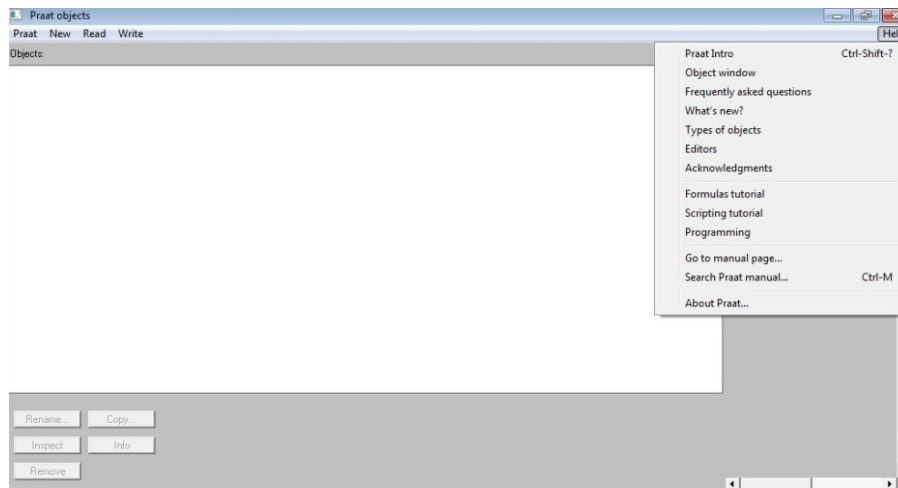 Praat objects
Praat New Read Write Hel
Objects:
Praat Intro Ctrl-Shift-?
Object window
Frequently asked questions
What's new?
Types of objects
Editors
Acknowledgments
Formulas tutorial
Scripting tutorial
Programming
Go to manual page...
Search Praat manual... Ctrl-M
About Praat...
Rename... Copy...
Inspect Info
Remove